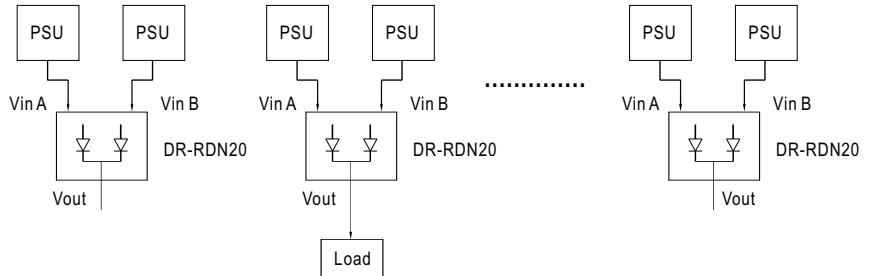 PSU PSU PSU PSU PSU PSU
Vin A Vin B Vin A Vin B Vin A Vin B
DR-RDN20 DR-RDN20 DR-RDN20
Vout Vout Vout
Load